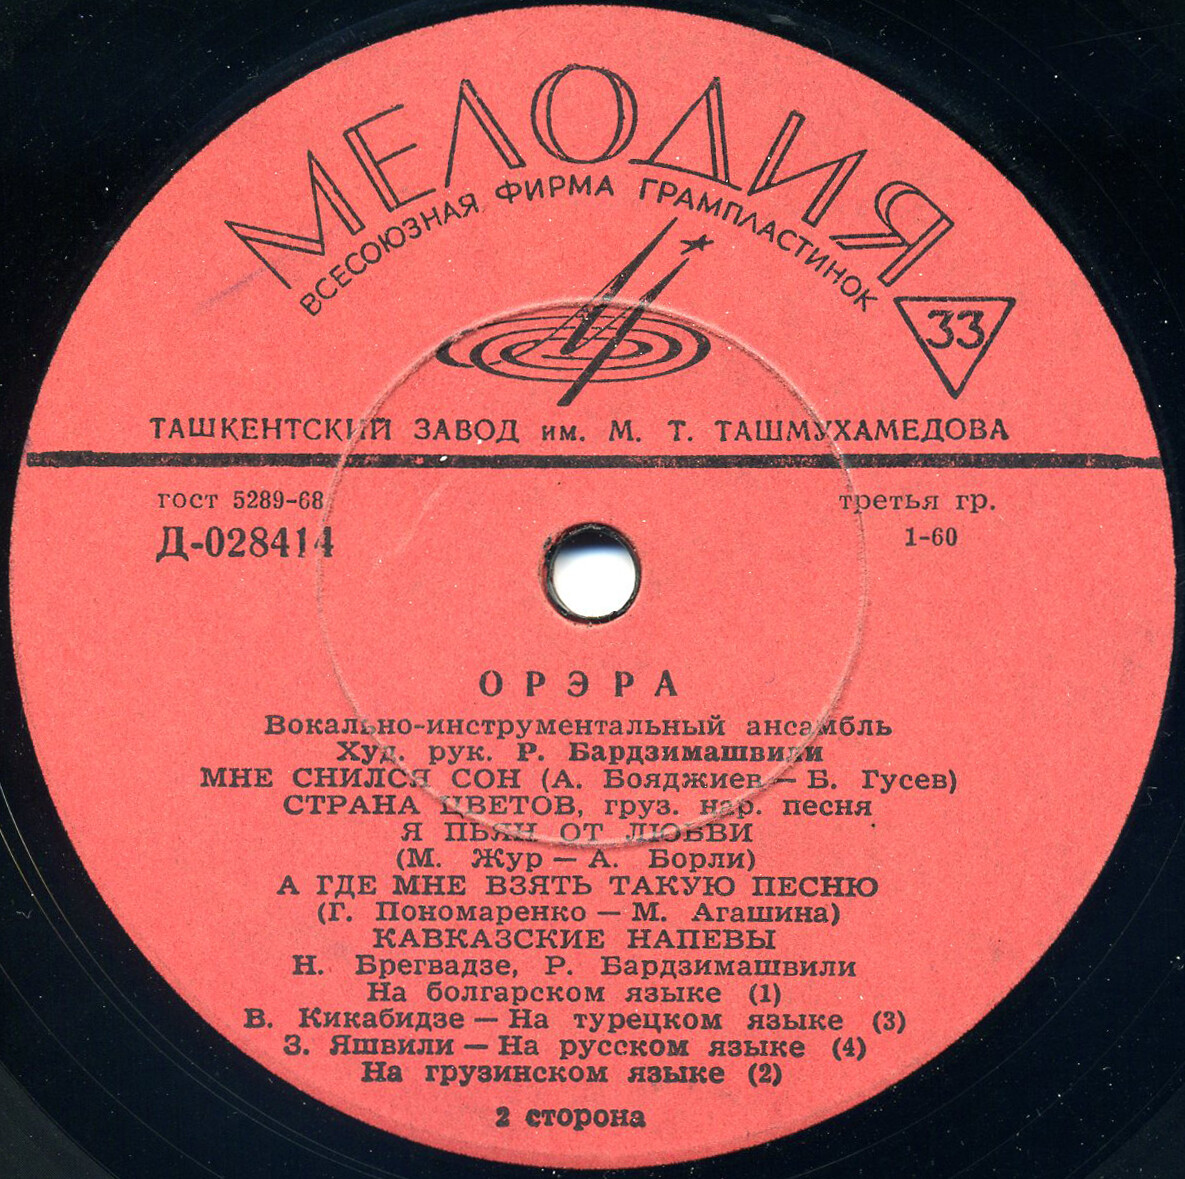 МЕЛОДИЯ
ВСЕСОЮЗНАЯ ФИРМА ГРАМПЛАСТИНОК
33
ТАШКЕНТСКИЙ ЗАВОД им. М. Т. ТАШМУХАМЕДОВА
гост 5289-68
третья гр.
Д-028414
1-60
ОРЭРА
Вокально-инструментальный ансамбль
Худ. рук. Р. Бардзимашвили
МНЕ СНИЛСЯ СОН (А. Бояджиев — Б. Гусев)
СТРАНА ЦВЕТОВ, груз. нар. песня
Я ПЬЯН ОТ ЛЮБВИ
(М. Жур — А. Борли)
А ГДЕ МНЕ ВЗЯТЬ ТАКУЮ ПЕСНЮ
(Г. Пономаренко — М. Агашина)
КАВКАЗСКИЕ НАПЕВЫ
Н. Брегвадзе, Р. Бардзимашвили
На болгарском языке (1)
В. Кикабидзе — На турецком языке (3)
З. Яшвили — На русском языке (4)
На грузинском языке (2)
2 сторона